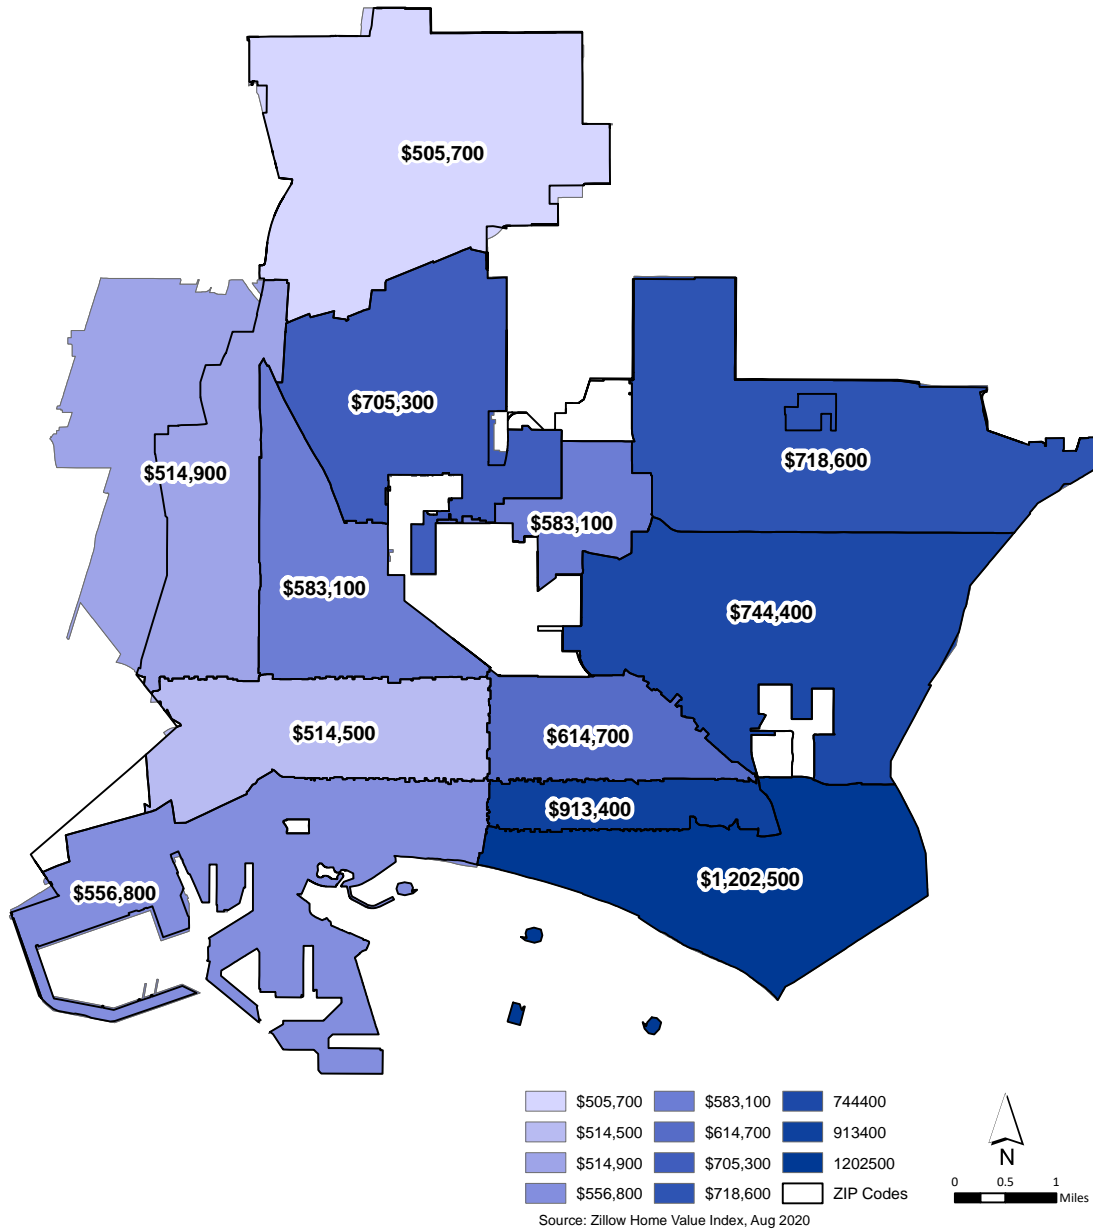 $505,700
$705,300
$718,600
$514,900
$583,100
$583,100
$744,400
$514,500
$614,700
$913,400
$1,202,500
$556,800
$505,700 $583,100 744400
$514,500 $614,700 913400
$514,900 $705,300 1202500
$556,800 $718,600 ZIP Codes
N
0 0.5 1
Miles
Source: Zillow Home Value Index, Aug 2020